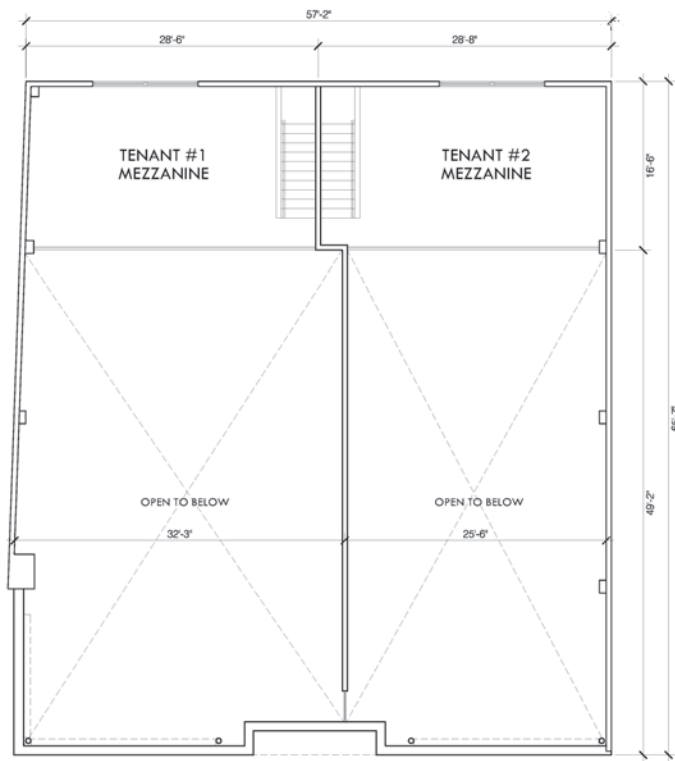 57'-2"
28'-6"
28'-8"
TENANT #1
MEZZANINE
TENANT #2
MEZZANINE
16'-6"
49'-2"
OPEN TO BELOW
OPEN TO BELOW
32'-3"
25'-6"